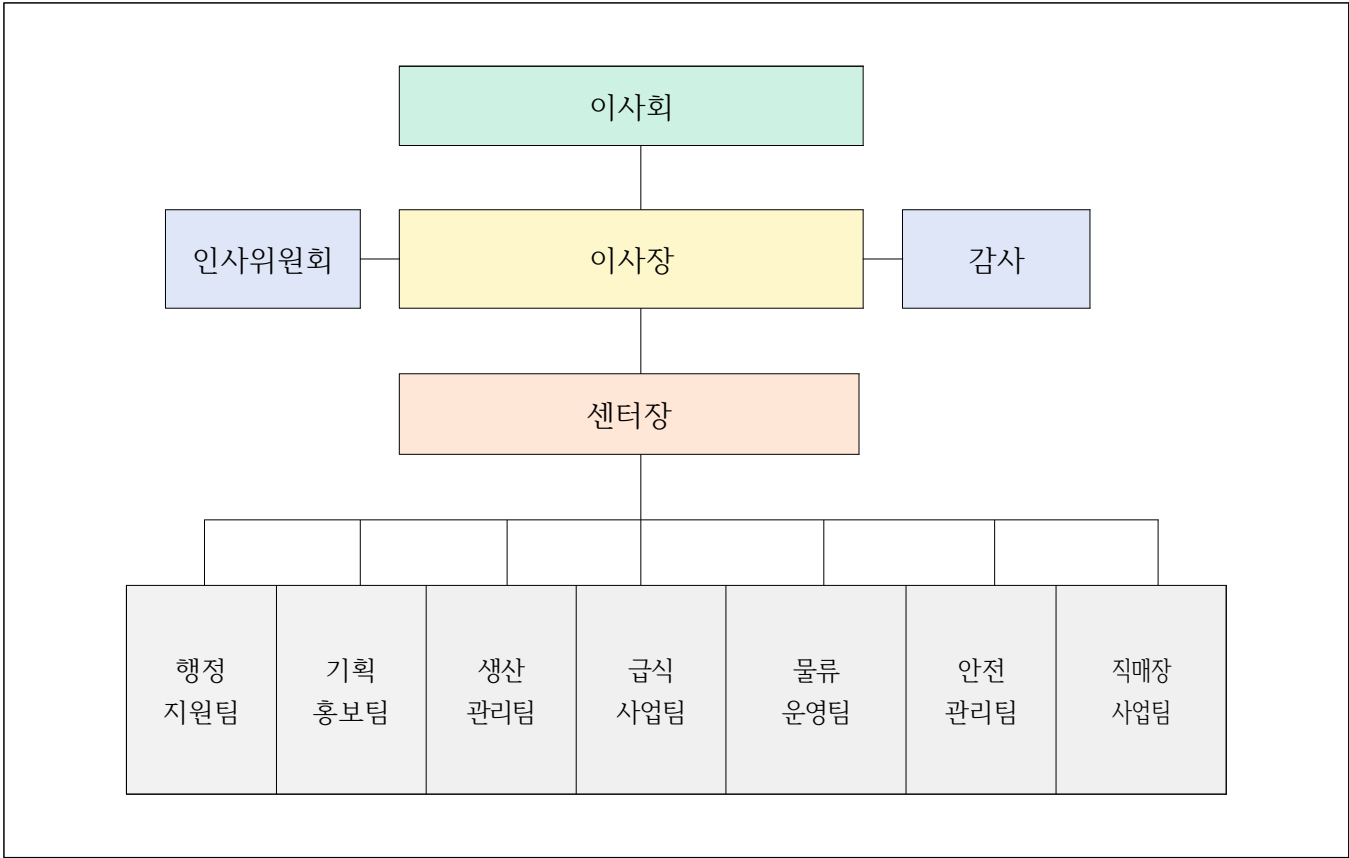 이사회
인사위원회
이사장
감사
센터장
행정
지원팀
기획
홍보팀
생산
관리팀
급식
사업팀
물류
운영팀
안전
관리팀
직매장
사업팀